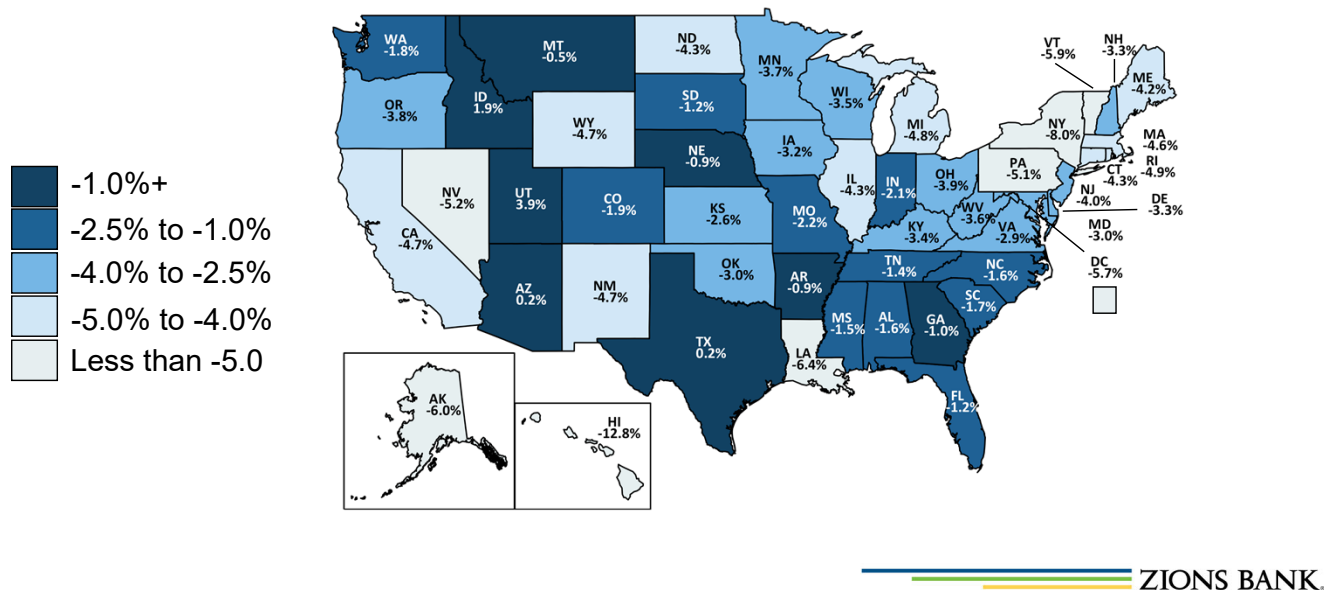 -1.0%+
-2.5% to -1.0%
-4.0% to -2.5%
-5.0% to -4.0%
Less than -5.0
WA
-1.8%
OR
-3.8%
CA
-4.7%
NV
-5.2%
ID
1.9%
MT
-0.5%
WY
-4.7%
UT
3.9%
AZ
0.2%
CO
-1.9%
NM
-4.7%
ND
-4.3%
SD
-1.2%
NE
-0.9%
KS
-2.6%
OK
-3.0%
TX
0.2%
MN
-3.7%
IA
-3.2%
MO
-2.2%
AR
-0.9%
LA
-6.4%
WI
-3.5%
IL
-4.3%
MI
-4.8%
IN
-2.1%
OH
-3.9%
KY
-3.4%
TN
-1.4%
MS
-1.5%
AL
-1.6%
GA
-1.0%
FL
-1.2%
SC
-1.7%
NC
-1.6%
VA
-2.9%
WV
-3.6%
PA
-5.1%
NY
-8.0%
VT
-5.9%
NH
-3.3%
ME
-4.2%
MA
-4.6%
RI
-4.9%
CT
-4.3%
NJ
-4.0%
DE
-3.3%
MD
-3.0%
DC
-5.7%
AK
-6.0%
HI
-12.8%
ZIONS BANK.